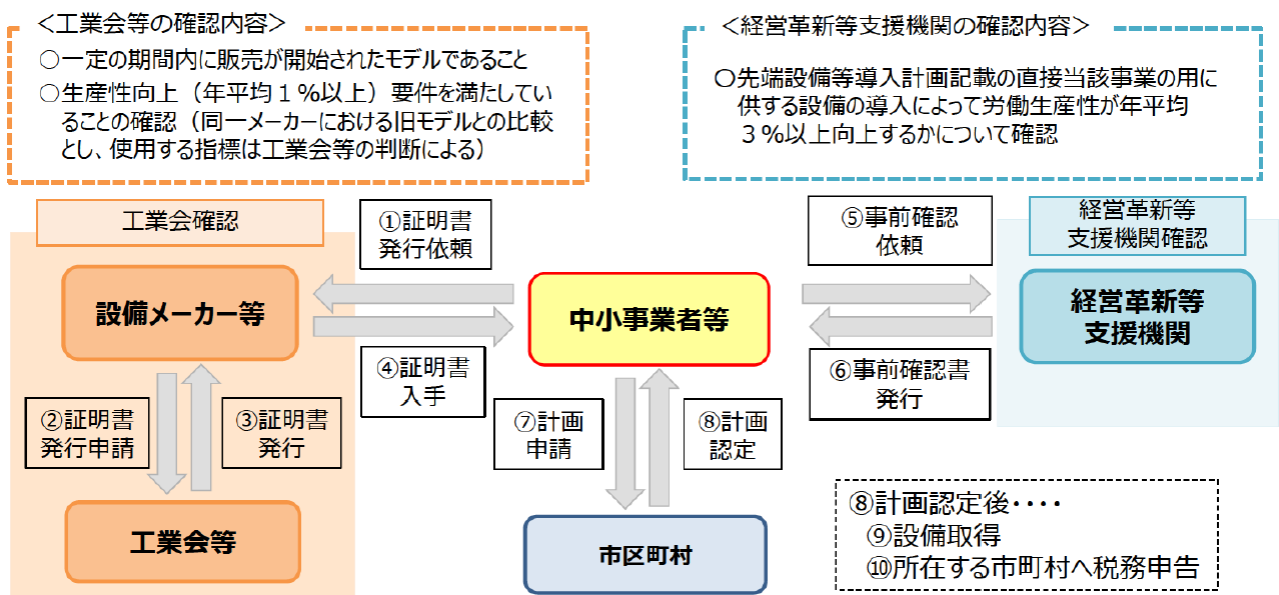 ＜工業会等の確認内容＞
○一定の期間内に販売が開始されたモデルであること
○生産性向上（年平均１％以上）要件を満たしてい
ることの確認（同一メーカーにおける旧モデルとの比較
とし、使用する指標は工業会等の判断による）
＜経営革新等支援機関の確認内容＞
○先端設備等導入計画記載の直接当該事業の用に
供する設備の導入によって労働生産性が年平均
３％以上向上するかについて確認
工業会確認
①証明書
発行依頼
⑤事前確認
依頼
経営革新等
支援機関確認
設備メーカー等
中小事業者等
経営革新等
支援機関
④証明書
入手
⑥事前確認書
発行
②証明書
発行申請
③証明書
発行
⑦計画
申請
⑧計画
認定
工業会等
市区町村
⑧計画認定後・・・・
⑨設備取得
⑩所在する市町村へ税務申告